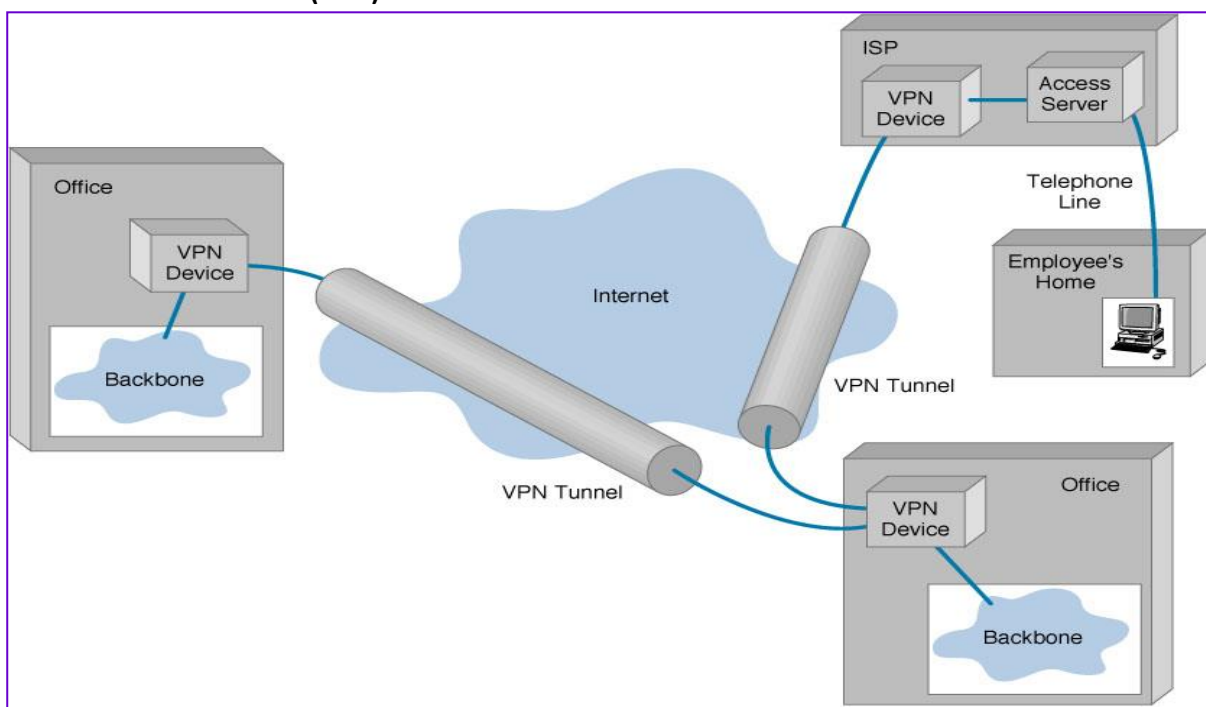 ISP
VPN
Device
Access
Server
Telephone
Line
Employee's
Home
Office
VPN
Device
Backbone
Internet
VPN Tunnel
VPN Tunnel
Office
VPN
Device
Backbone